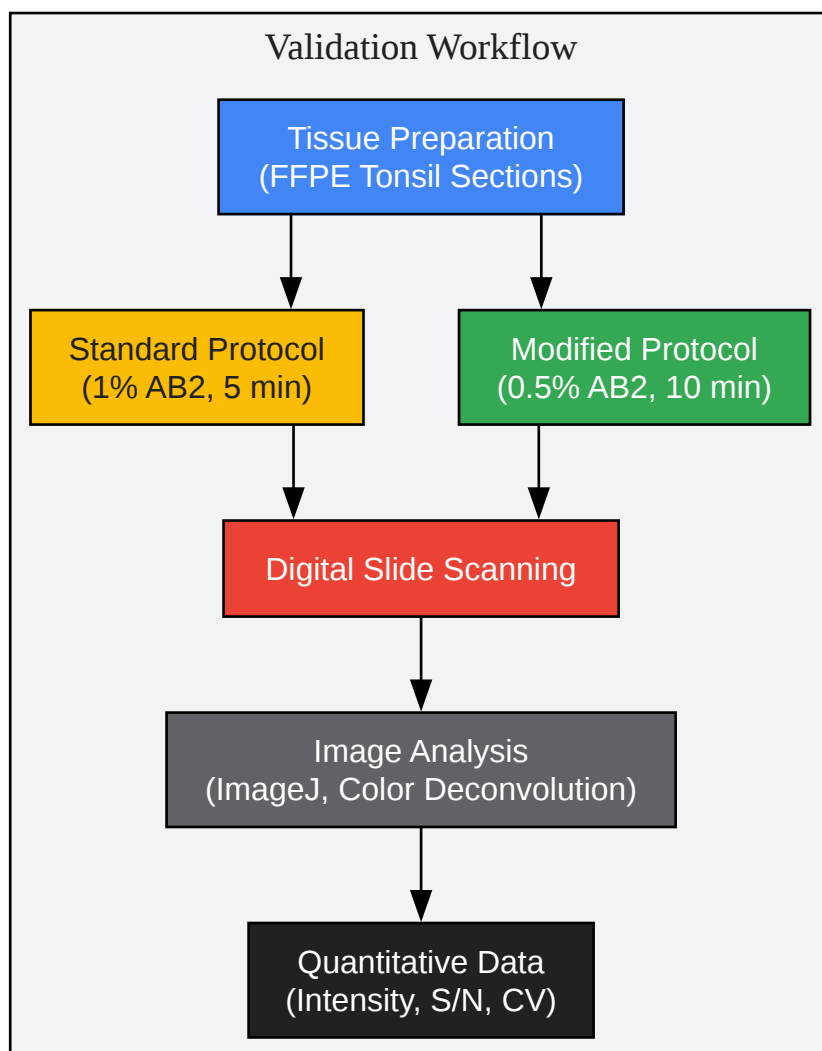 Validation Workflow
Tissue Preparation
(FFPE Tonsil Sections)
Standard Protocol
(1% AB2, 5 min)
Modified Protocol
(0.5% AB2, 10 min)
Digital Slide Scanning
Image Analysis
(ImageJ, Color Deconvolution)
Quantitative Data
(Intensity, S/N, CV)